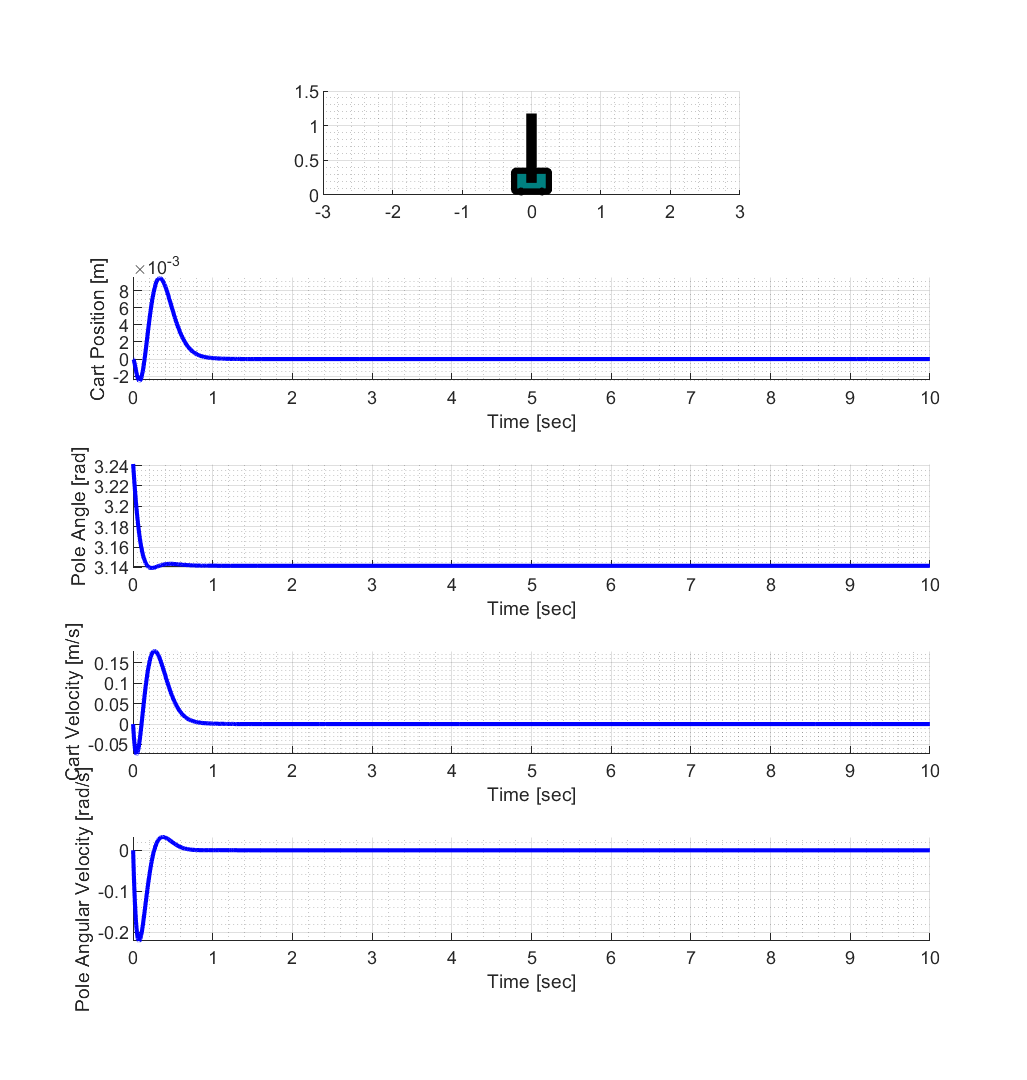 1.5
1
0.5
0
-3 -2 -1 0 1 2 3
×10-3
Cart Position [m]
8
6
4
2
0
-2
0 1 2 3 4 5 6 7 8 9 10
Time [sec]
Pole Angle [rad]
3.24
3.22
3.2
3.18
3.16
3.14
0 1 2 3 4 5 6 7 8 9 10
Time [sec]
Cart Velocity [m/s]
0.15
0.1
0.05
0
-0.05
0 1 2 3 4 5 6 7 8 9 10
Time [sec]
Pole Angular Velocity [rad/s]
0
-0.1
-0.2
0 1 2 3 4 5 6 7 8 9 10
Time [sec]